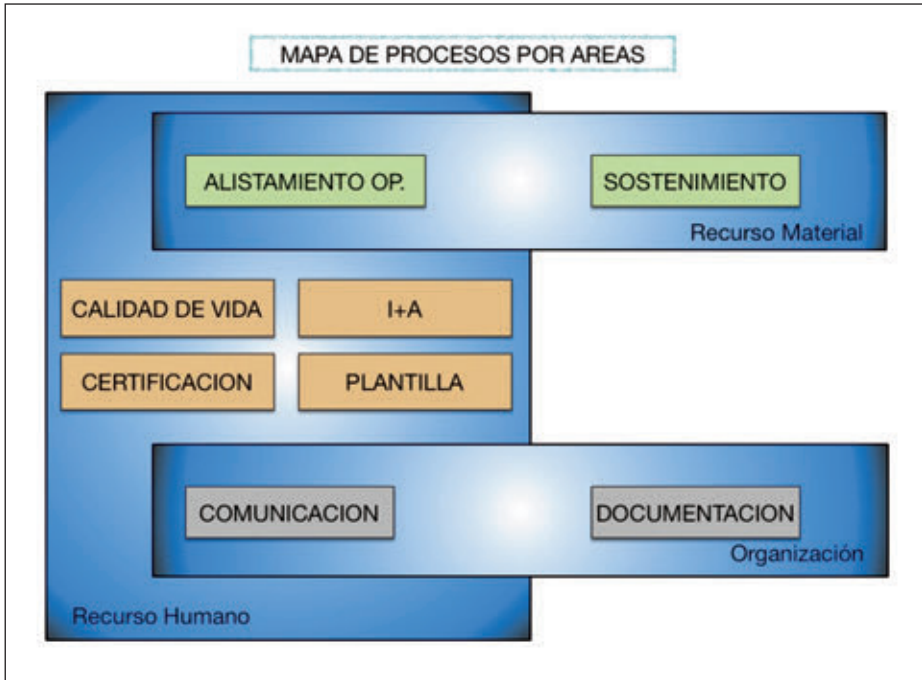 MAPA DE PROCESOS POR AREAS
ALISTAMIENTO OP.
SOSTENIMIENTO
Recurso Material
CALIDAD DE VIDA
I+A
CERTIFICACION
PLANTILLA
COMUNICACION
DOCUMENTACION
Organización
Recurso Humano